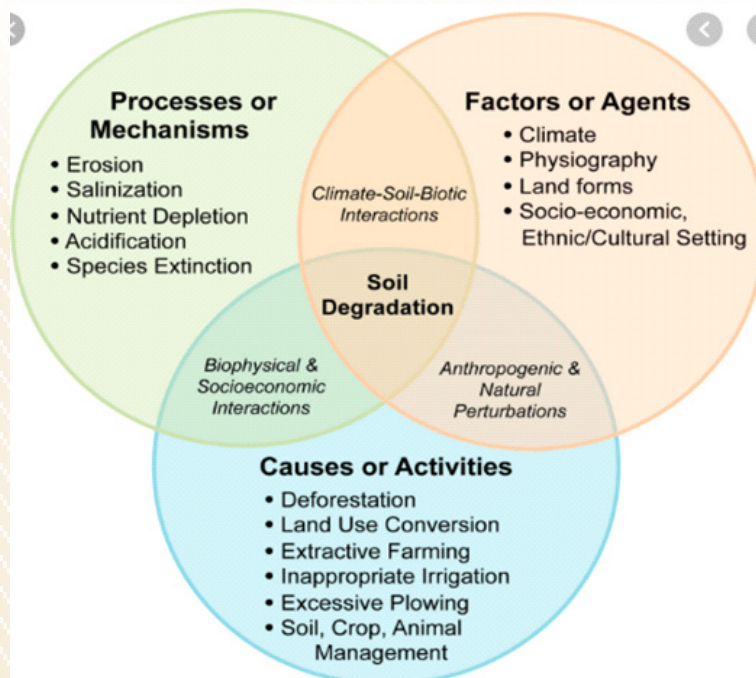 Processes or
Mechanisms
• Erosion
• Salinization
• Nutrient Depletion
• Acidification
• Species Extinction
Factors or Agents
• Climate
• Physiography
• Land forms
• Socio-economic,
Ethnic/Cultural Setting
Climate-Soil-Biotic
Interactions
Soil
Degradation
Biophysical &
Socioeconomic
Interactions
Anthropogenic &
Natural
Perturbations
Causes or Activities
• Deforestation
• Land Use Conversion
• Extractive Farming
• Inappropriate Irrigation
• Excessive Plowing
• Soil, Crop, Animal
Management